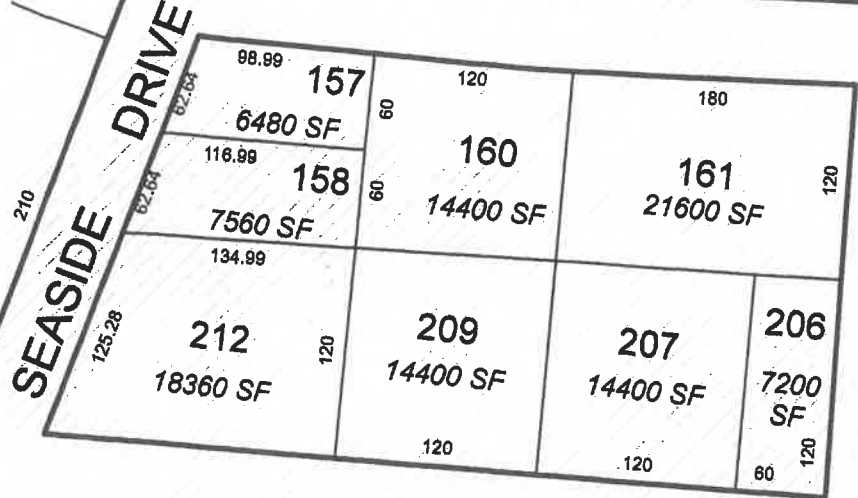 SEASIDE DRIVE
210
98.99
157
62.64
6480 SF
60
116.99
158
62.64
7560 SF
60
120
160
14400 SF
180
161
21600 SF
120
134.99
125.28
212
18360 SF
120
209
14400 SF
120
207
14400 SF
120
206
7200
SF
120
60